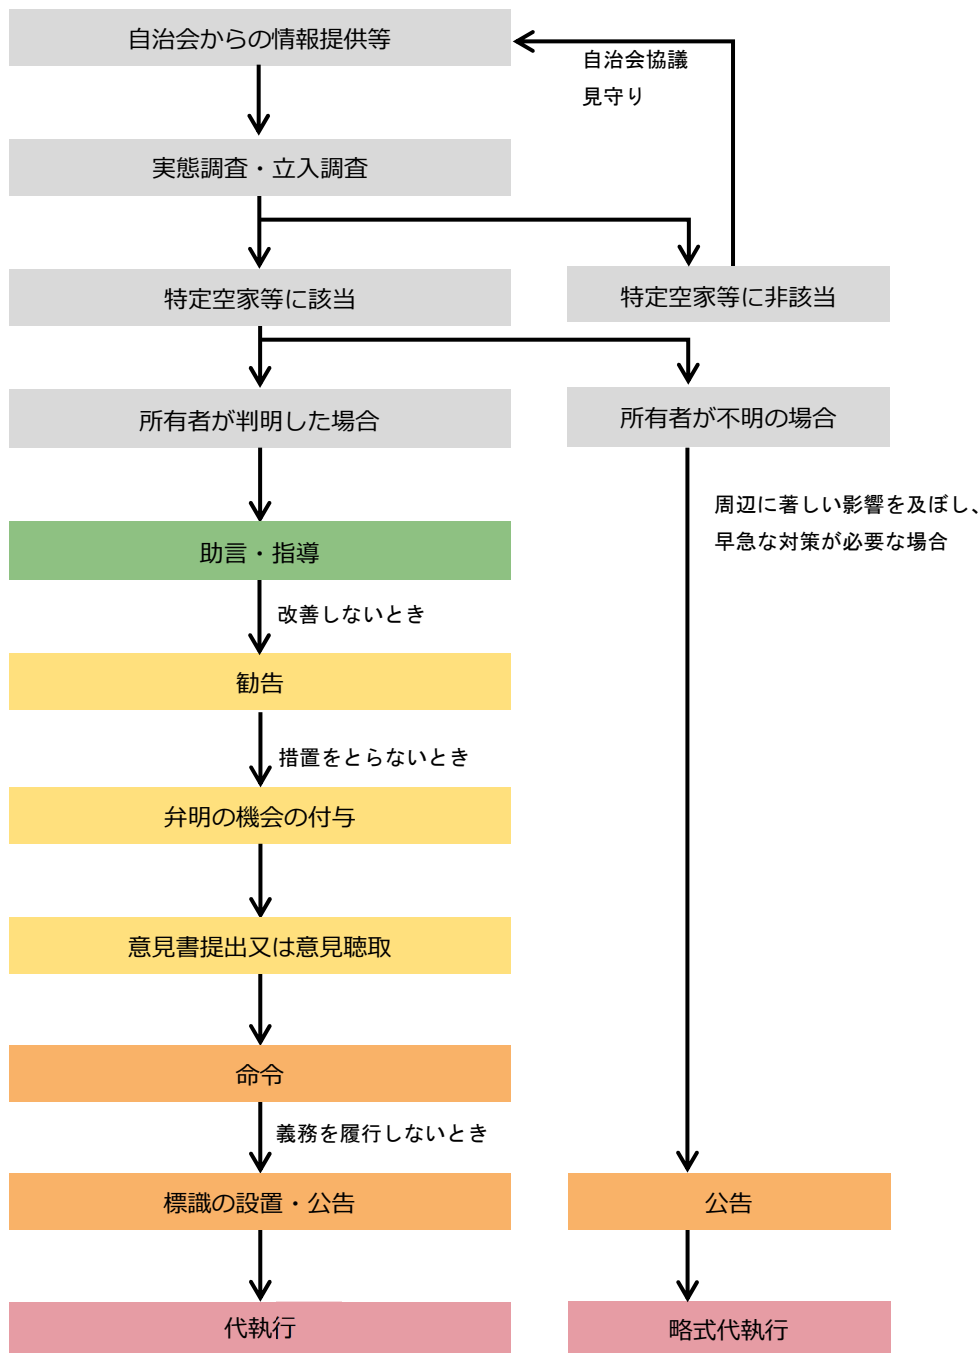 自治会からの情報提供等
自治会協議
見守り
実態調査・立入調査
特定空家等に該当
特定空家等に非該当
所有者が判明した場合
所有者が不明の場合
周辺に著しい影響を及ぼし、
早急な対策が必要な場合
助言・指導
改善しないとき
勧告
措置をとらないとき
弁明の機会の付与
意見書提出又は意見聴取
命令
義務を履行しないとき
標識の設置・公告
公告
代執行
略式代執行